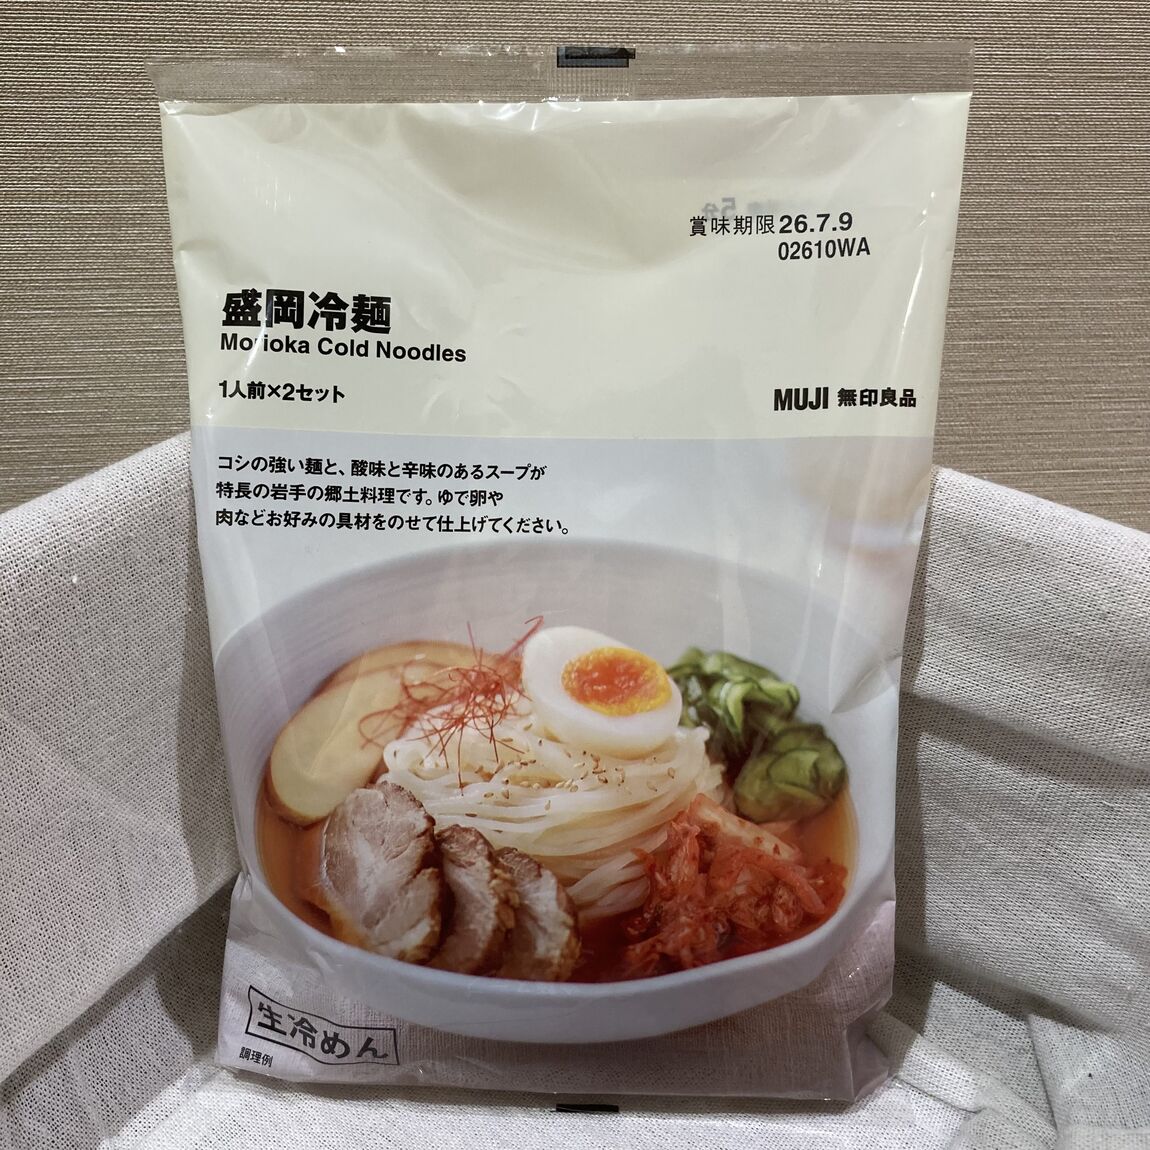 賞味期限26.7.9
02610WA
盛岡冷麺
Morioka Cold Noodles
1人前×2セット
MUJI 無印良品
コシの強い麺と、酸味と辛味のあるスープが
特長の岩手の郷土料理です。ゆで卵や
肉などお好みの具材をのせて仕上げてください。
生冷めん
調理例